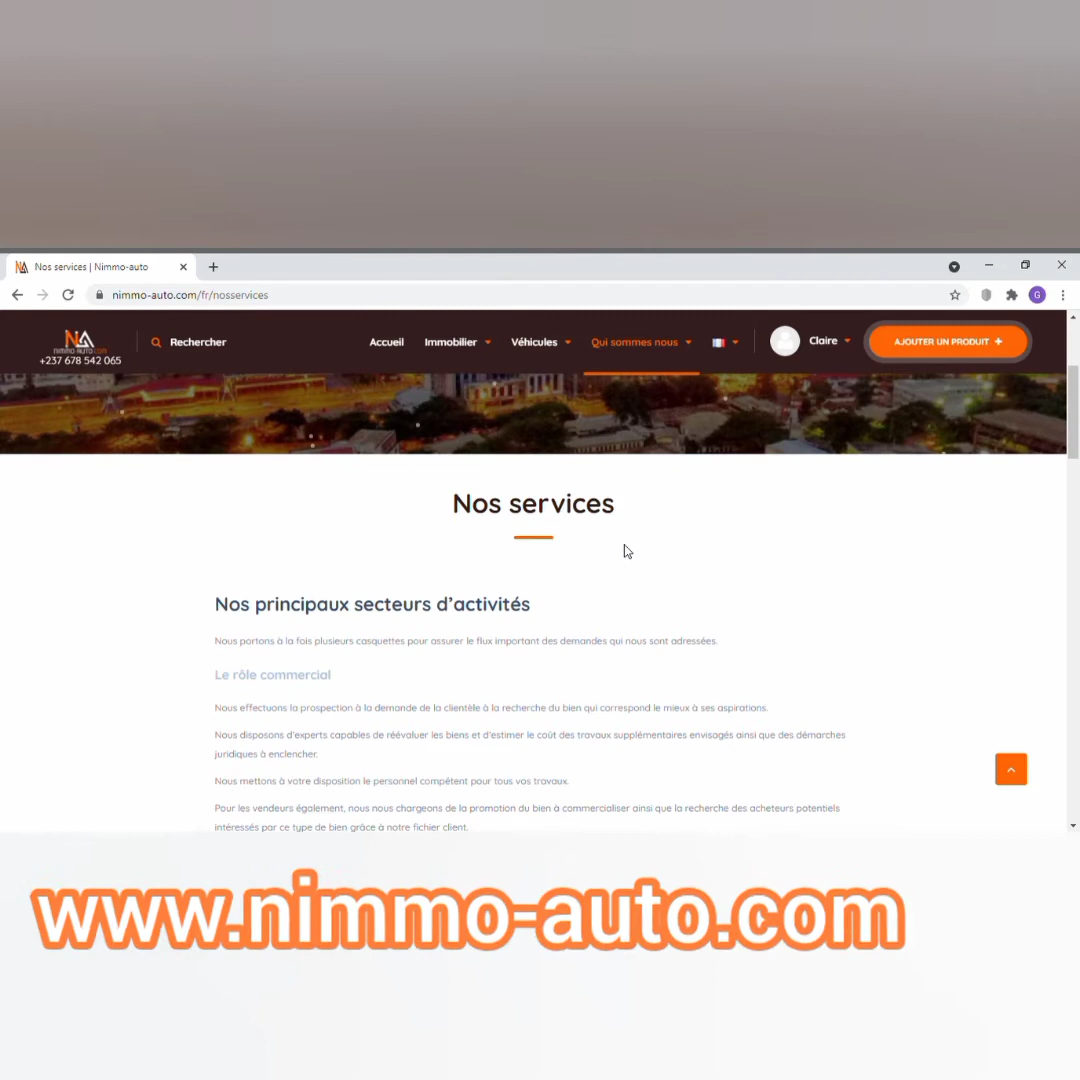 Nos services | Nimmo-auto
nimmo-auto.com/fr/nosservices
G
NA
NIMMO-AUTO.COM
+237 678 542 065
Rechercher
Accueil
Immobilier
Véhicules
Qui sommes nous
Claire
AJOUTER UN PRODUIT +
Nos services
Nos principaux secteurs d'activités
Nous portons à la fois plusieurs casquettes pour assurer le flux important des demandes qui nous sont adressées.
Le rôle commercial
Nous effectuons la prospection à la demande de la clientèle à la recherche du bien qui correspond le mieux à ses aspirations.
Nous disposons d'experts capables de réévaluer les biens et d'estimer le coût des travaux supplémentaires envisagés ainsi que des démarches
juridiques à enclencher.
Nous mettons à votre disposition le personnel compétent pour tous vos travaux.
Pour les vendeurs également, nous nous chargeons de la promotion du bien à commercialiser ainsi que la recherche des acheteurs potentiels
intéressés par ce type de bien grâce à notre fichier client.
www.nimmo-auto.com